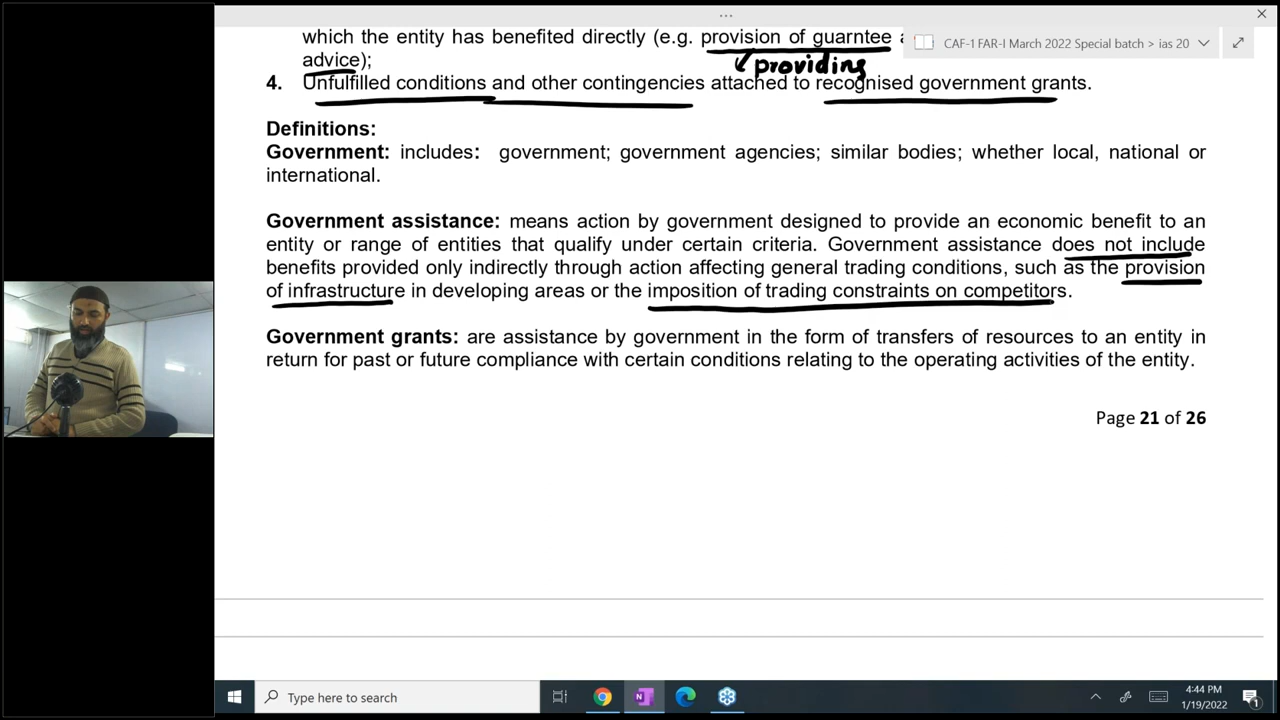 which the entity has benefited directly (e.g. provision of guarntee
CAF-1 FAR-I March 2022 Special batch > ias 20
advice);
providing
4. Unfulfilled conditions and other contingencies attached to recognised government grants.
Definitions:
Government: includes: government; government agencies; similar bodies; whether local, national or
international.
Government assistance: means action by government designed to provide an economic benefit to an
entity or range of entities that qualify under certain criteria. Government assistance does not include
benefits provided only indirectly through action affecting general trading conditions, such as the provision
of infrastructure in developing areas or the imposition of trading constraints on competitors.
Government grants: are assistance by government in the form of transfers of resources to an entity in
return for past or future compliance with certain conditions relating to the operating activities of the entity.
Page 21 of 26
Type here to search
4:44 PM
1/19/2022
1